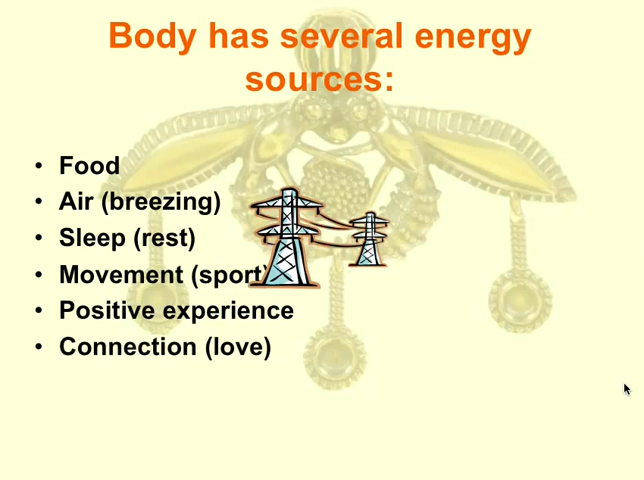 Body has several energy
sources:
• Food
• Air (breezing)
• Sleep (rest)
• Movement (sport)
• Positive experience
• Connection (love)